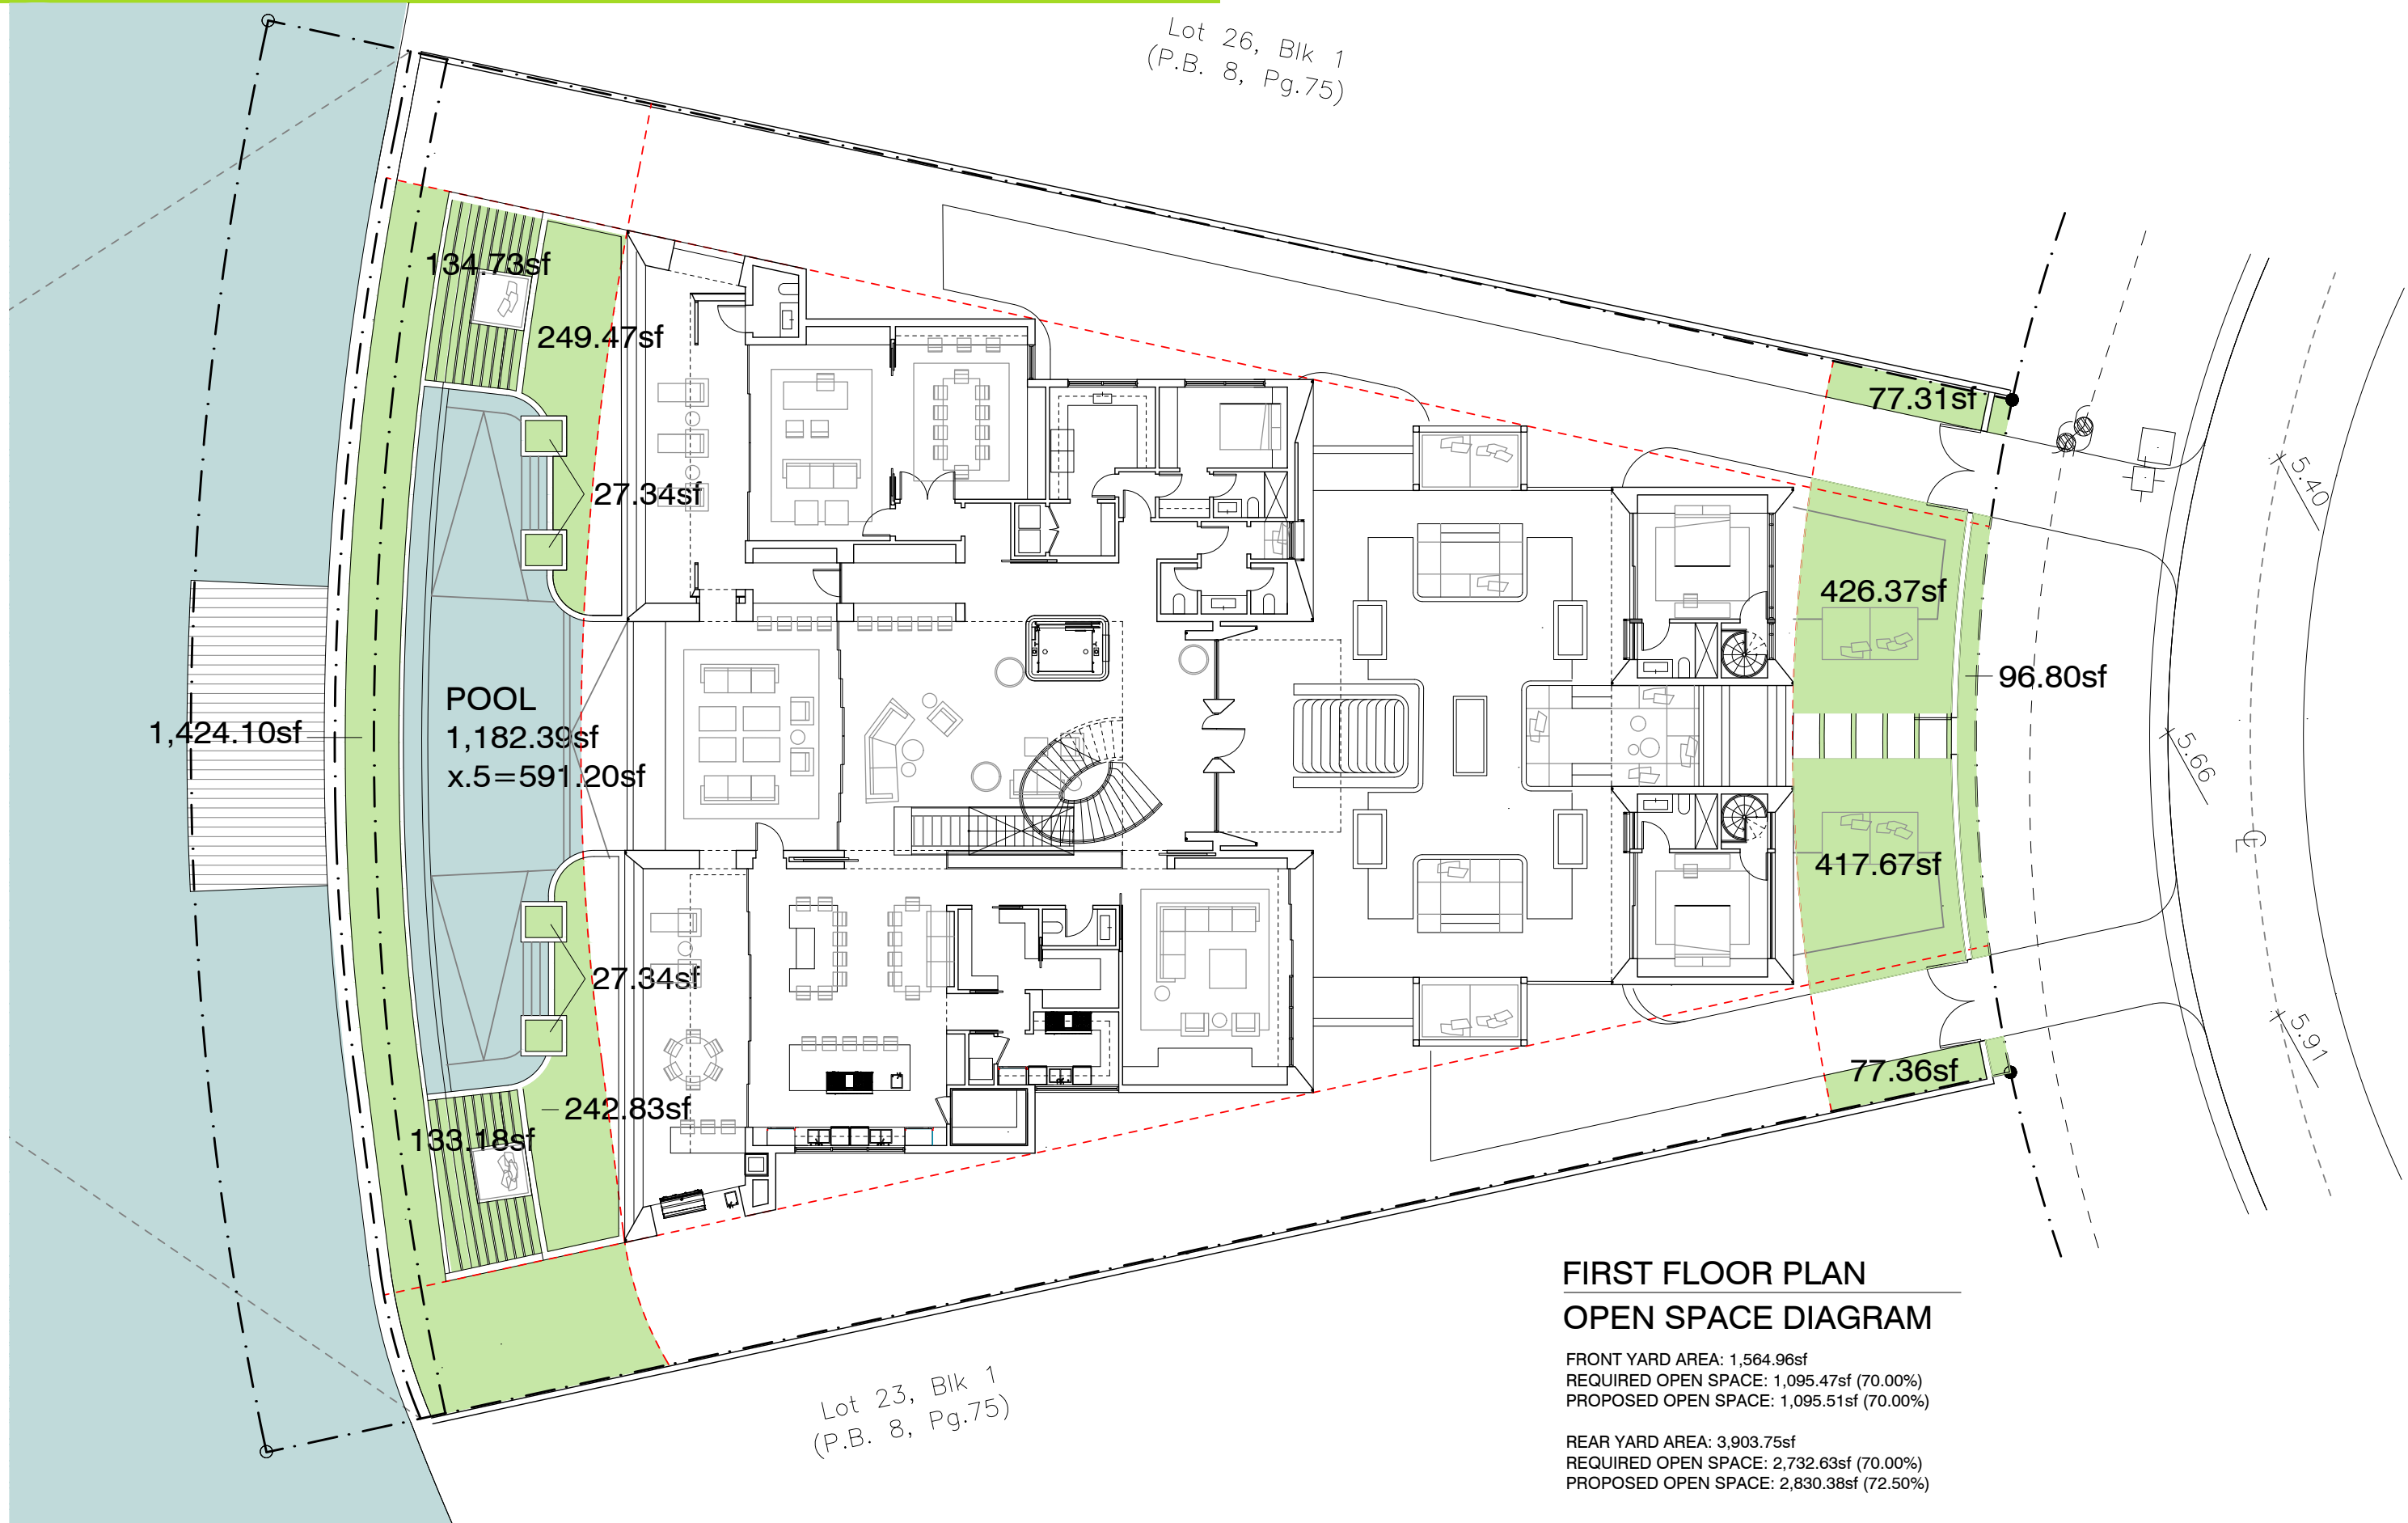 Lot 26, Blk 1
(P.B. 8, Pg.75)
134.73sf
249.47sf
77.31sf
5.40
27.34sf
426.37sf
96.80sf
POOL
1,182.39sf
x.5=591.20sf
1,424.10sf
5.66
CL
417.67sf
27.34sf
5.91
77.36sf
242.83sf
133.18sf
Lot 23, Blk 1
(P.B. 8, Pg.75)
FIRST FLOOR PLAN
OPEN SPACE DIAGRAM
FRONT YARD AREA: 1,564.96sf
REQUIRED OPEN SPACE: 1,095.47sf (70.00%)
PROPOSED OPEN SPACE: 1,095.51sf (70.00%)
REAR YARD AREA: 3,903.75sf
REQUIRED OPEN SPACE: 2,732.63sf (70.00%)
PROPOSED OPEN SPACE: 2,830.38sf (72.50%)